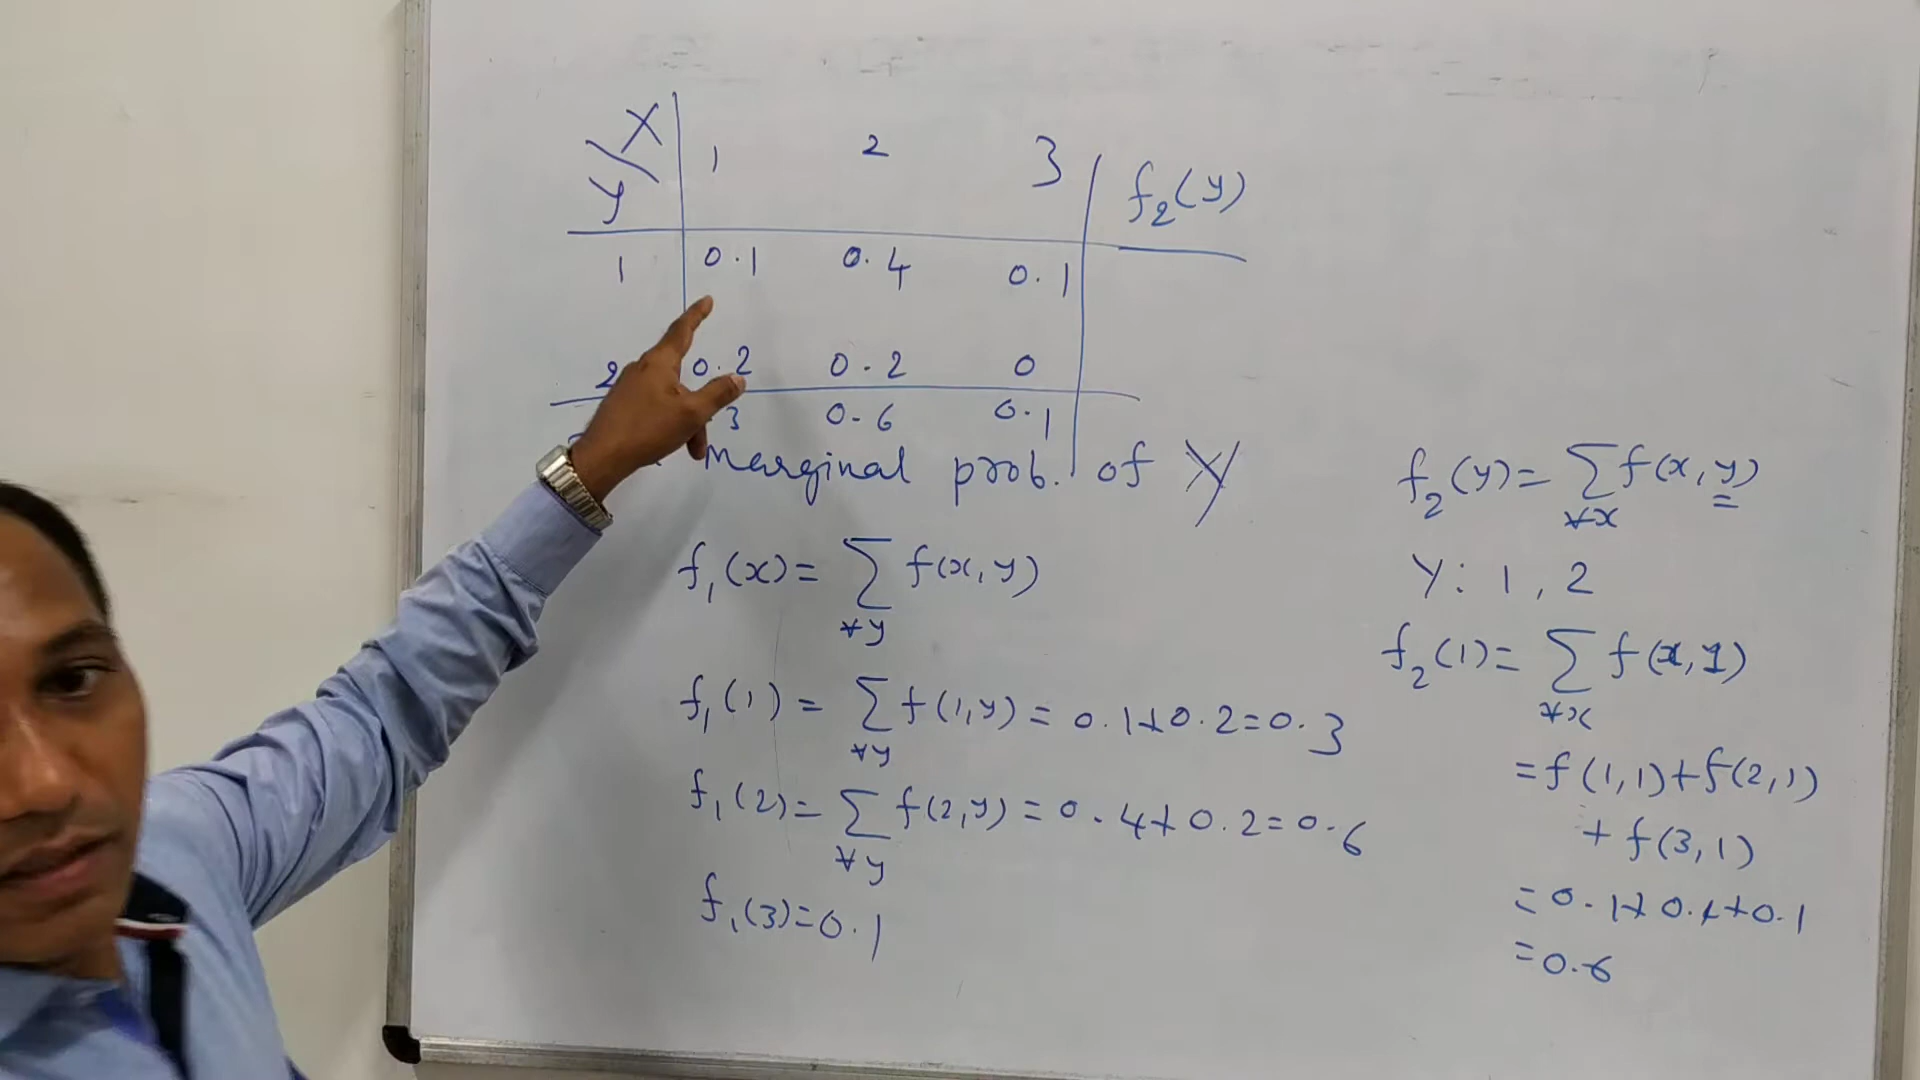 X 1 2 3 f₂(y)
Y
1 0.1 0.4 0.1
2 0.2 0.2 0
3 0.6 0.1
Marginal prob. of Y
f₁(x) = ∑ f(x,y)
∀y
f₁(1) = ∑ f(1,y) = 0.1+0.2=0.3
∀y
f₁(2) = ∑ f(2,y) = 0.4+0.2=0.6
∀y
f₁(3)=0.1
f₂(y) = ∑ f(x,y)
∀x
Y: 1, 2
f₂(1) = ∑ f(x,1)
∀x
=f(1,1)+f(2,1)
+ f(3,1)
=0.1+0.4+0.1
=0.6